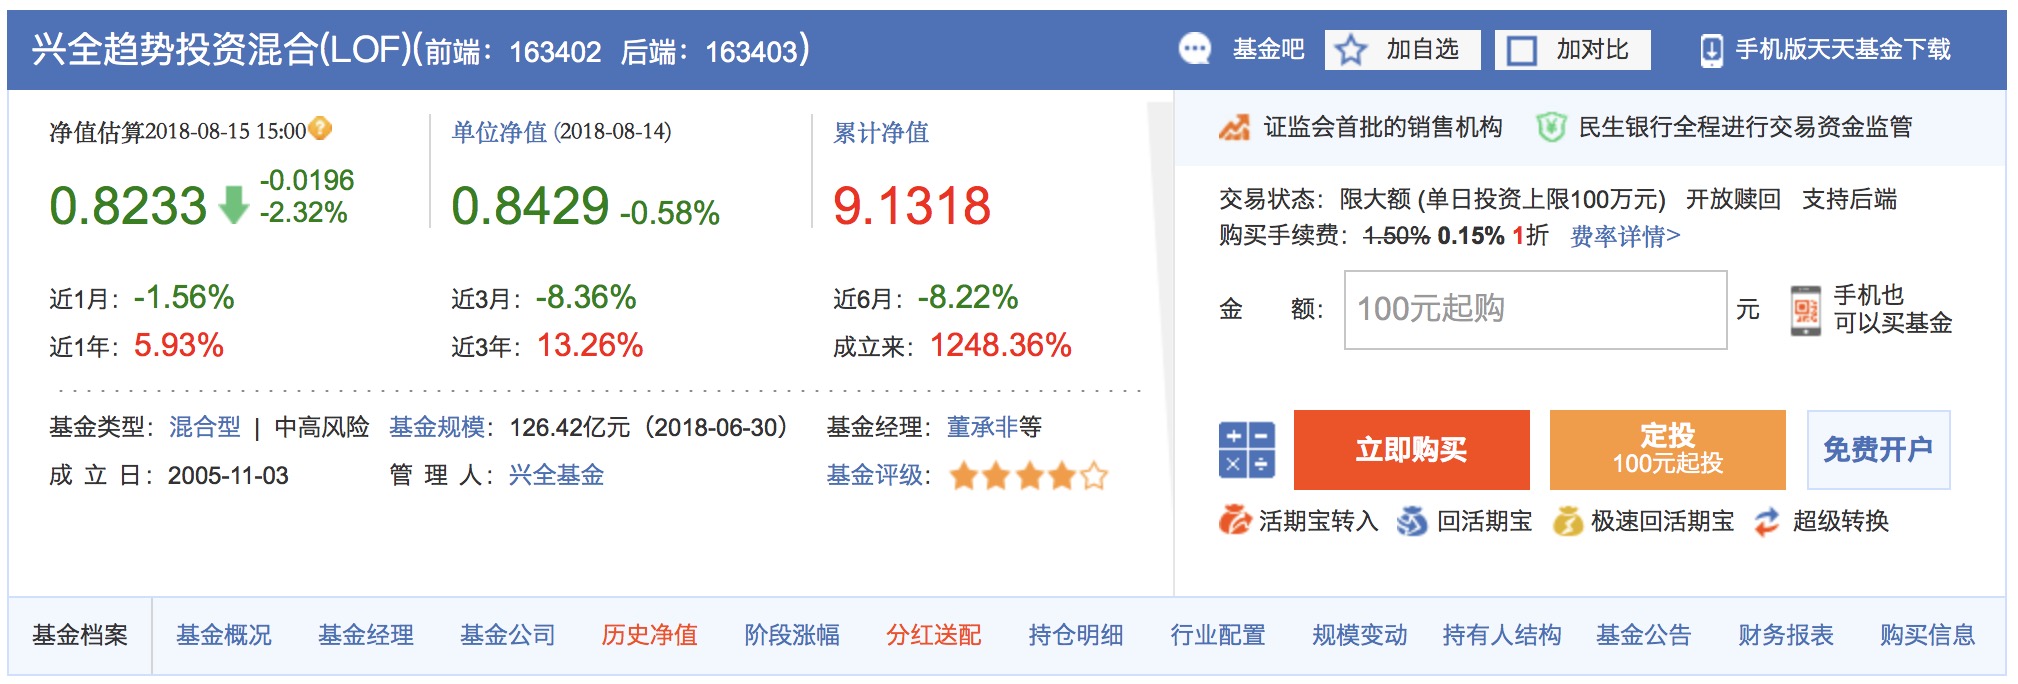 兴全趋势投资混合(LOF)(前端：163402 后端：163403)
基金吧 加自选 加对比 手机版天天基金下载
净值估算2018-08-15 15:00
?
0.8233 -0.0196
-2.32%
单位净值 (2018-08-14)
0.8429 -0.58%
累计净值
9.1318
近1月：-1.56% 近3月：-8.36% 近6月：-8.22%
近1年：5.93% 近3年：13.26% 成立来：1248.36%
基金类型：混合型 | 中高风险 基金规模：126.42亿元（2018-06-30） 基金经理：董承非等
成 立 日：2005-11-03 管 理 人：兴全基金 基金评级：
证监会首批的销售机构 民生银行全程进行交易资金监管
交易状态：限大额 (单日投资上限100万元) 开放赎回 支持后端
购买手续费：1.50% 0.15% 1折 费率详情>
金 额：100元起购 元
手机也
可以买基金
立即购买
定投
100元起投
免费开户
活期宝转入 回活期宝 极速回活期宝 超级转换
基金档案 基金概况 基金经理 基金公司 历史净值 阶段涨幅 分红送配 持仓明细 行业配置 规模变动 持有人结构 基金公告 财务报表 购买信息